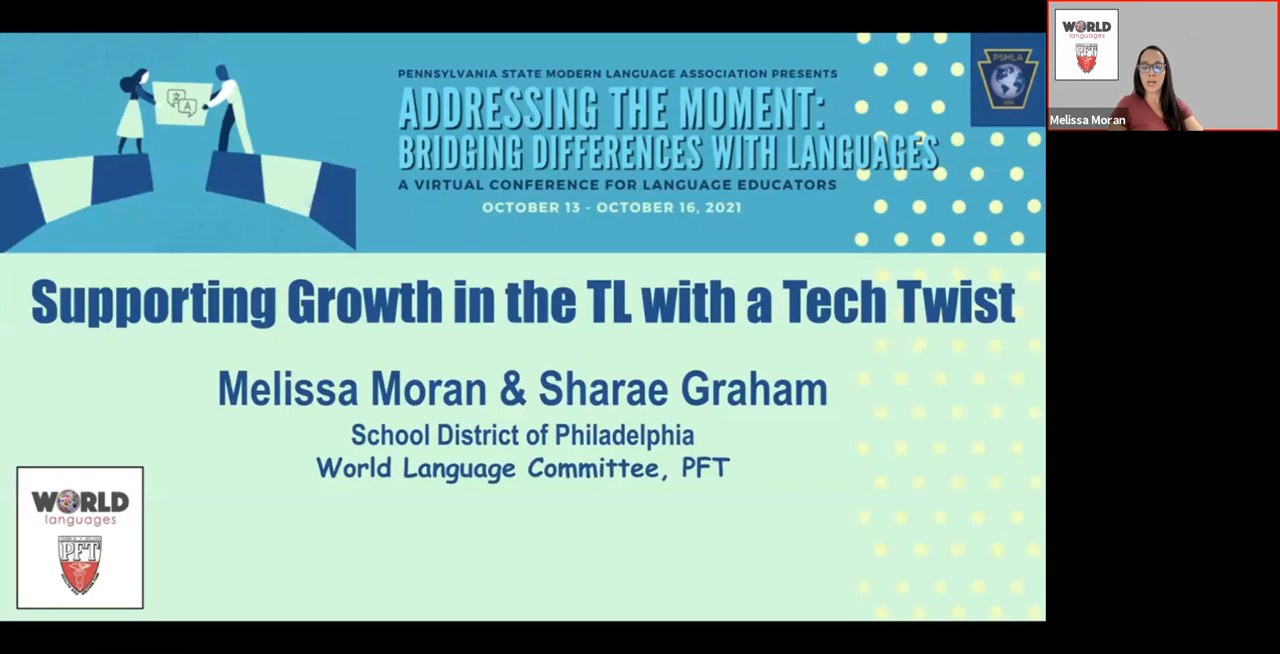 PENNSYLVANIA STATE MODERN LANGUAGE ASSOCIATION PRESENTS
ADDRESSING THE MOMENT:
BRIDGING DIFFERENCES WITH LANGUAGES
A VIRTUAL CONFERENCE FOR LANGUAGE EDUCATORS
OCTOBER 13 - OCTOBER 16, 2021
PSMLA
Supporting Growth in the TL with a Tech Twist
Melissa Moran & Sharae Graham
School District of Philadelphia
World Language Committee, PFT
WORLD
languages
PFT
WORLD
languages
PFT
Melissa Moran